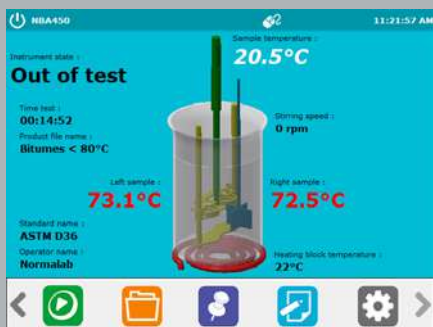 NBA450
11:21:57 AM
Sample temperature :
20.5°C
Instrument state :
Out of test
Time test :
00:14:52
Product file name :
Bitumes < 80°C
Stirring speed :
0 rpm
Left sample :
73.1°C
Right sample :
72.5°C
Standard name :
ASTM D36
Operator name :
Normalab
Heating block temperature :
22°C